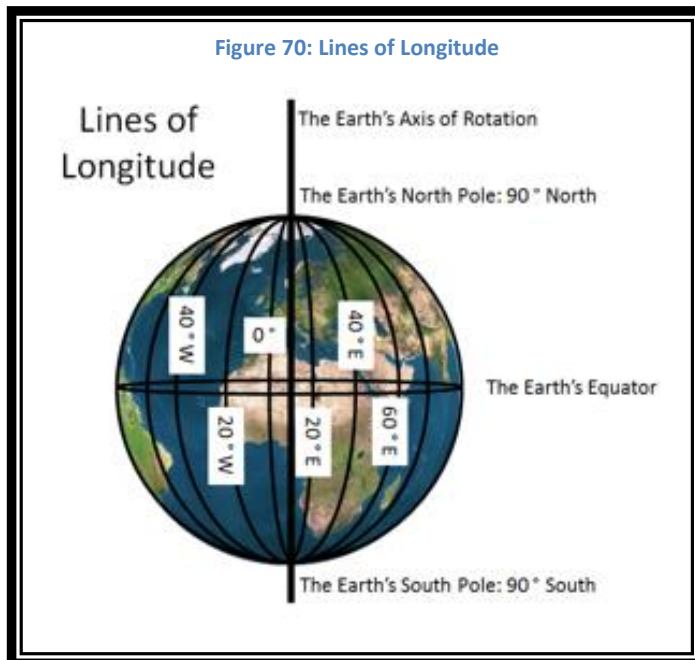 Figure 70: Lines of Longitude
Lines of
Longitude
The Earth's Axis of Rotation
The Earth's North Pole: 90° North
40°W
0°
40°E
The Earth's Equator
20°W
20°E
60°E
The Earth's South Pole: 90° South